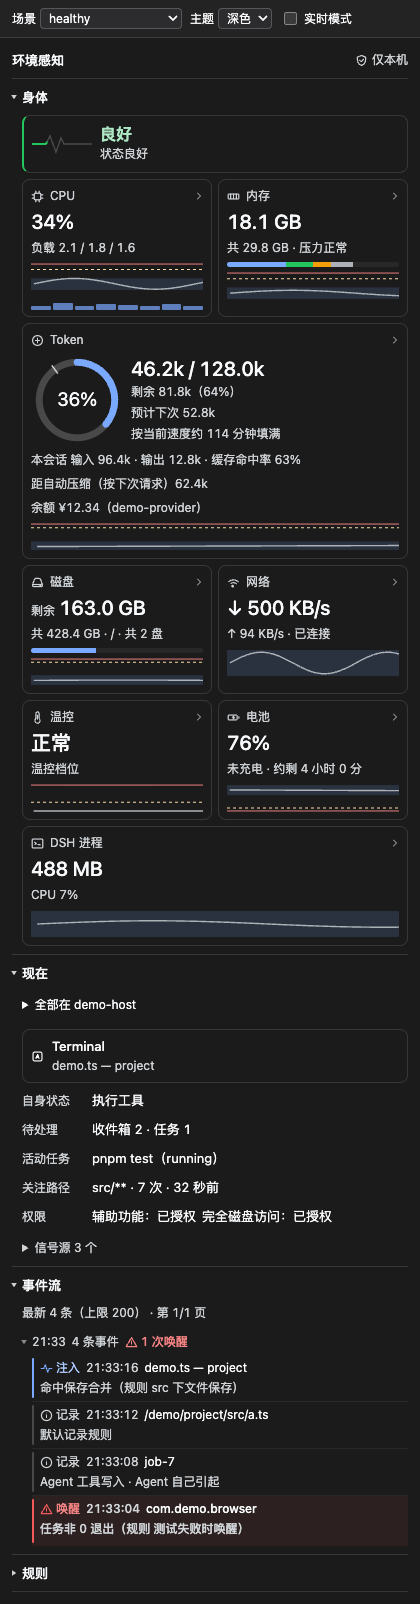 场景 healthy 主题 深色 实时模式
环境感知 仅本机
身体
良好
状态良好
CPU
34%
负载 2.1 / 1.8 / 1.6
内存
18.1 GB
共 29.8 GB · 压力正常
Token
36%
46.2k / 128.0k
剩余 81.8k（64%）
预计下次 52.8k
按当前速度约 114 分钟填满
本会话 输入 96.4k · 输出 12.8k · 缓存命中率 63%
距自动压缩（按下次请求）62.4k
余额 ¥12.34（demo-provider）
磁盘
剩余 163.0 GB
共 428.4 GB · / · 共 2 盘
网络
↓ 500 KB/s
↑ 94 KB/s · 已连接
温控
正常
温控档位
电池
76%
未充电 · 约剩 4 小时 0 分
DSH 进程
488 MB
CPU 7%
现在
全部在 demo-host
Terminal
demo.ts — project
自身状态 执行工具
待处理 收件箱 2 · 任务 1
活动任务 pnpm test（running）
关注路径 src/** · 7 次 · 32 秒前
权限 辅助功能：已授权 完全磁盘访问：已授权
信号源 3 个
事件流
最新 4 条（上限 200） · 第 1/1 页
21:33 4 条事件 1 次唤醒
注入 21:33:16 demo.ts — project
命中保存合并（规则 src 下文件保存）
记录 21:33:12 /demo/project/src/a.ts
默认记录规则
记录 21:33:08 job-7
Agent 工具写入 · Agent 自己引起
唤醒 21:33:04 com.demo.browser
任务非 0 退出（规则 测试失败时唤醒）
规则